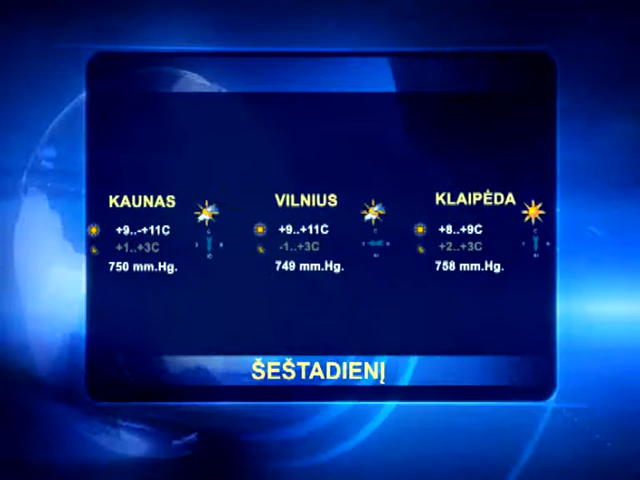 KAUNAS
+9..-+11C
+1..+3C
750 mm.Hg.
VILNIUS
+9..+11C
-1..+3C
749 mm.Hg.
KLAIPĖDA
+8..+9C
+2..+3C
758 mm.Hg.
ŠEŠTADIENĮ